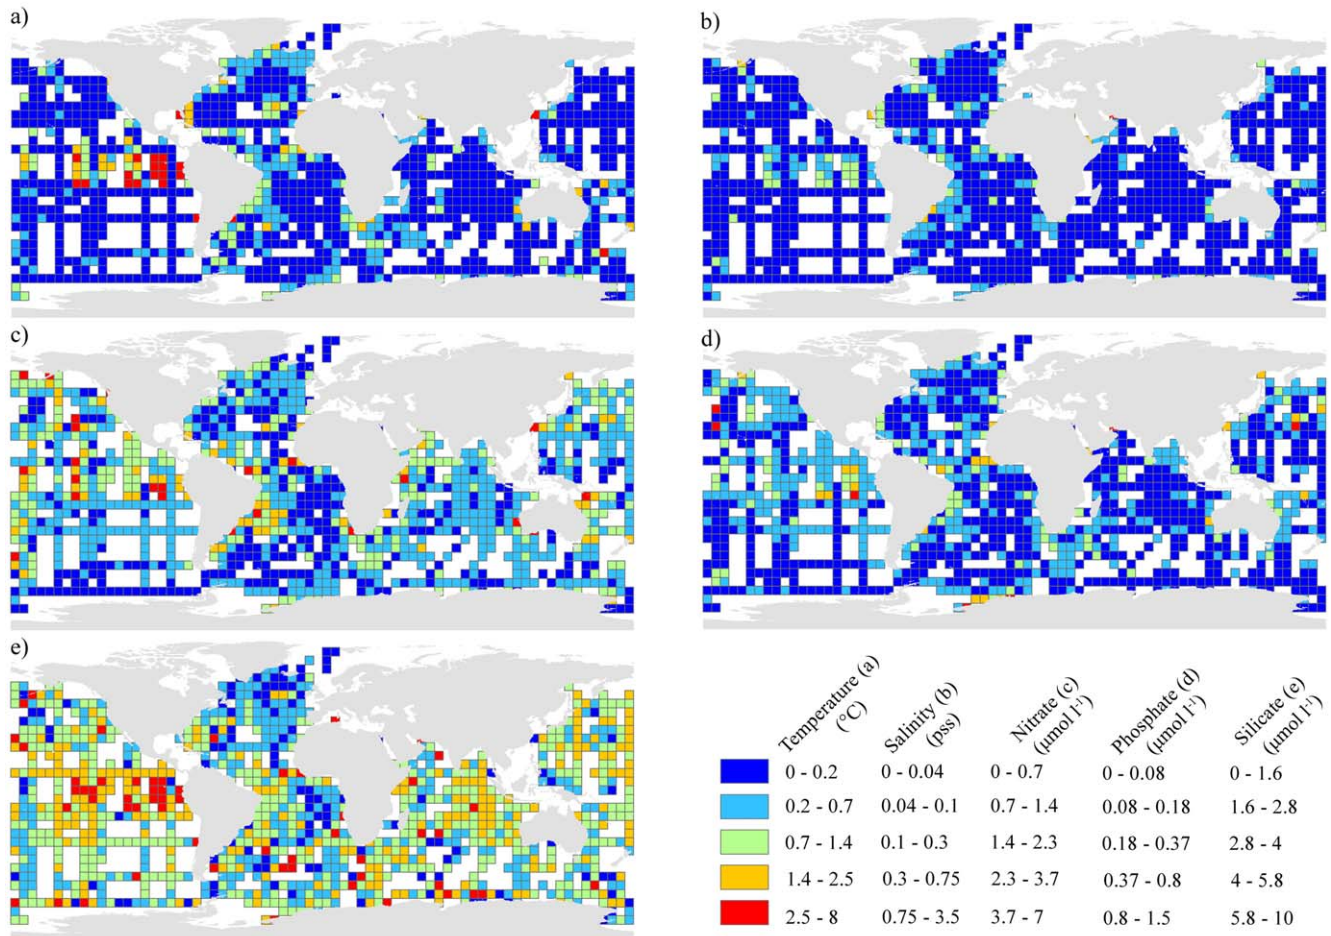 a)
b)
c)
d)
e)
Temperature (a)
(°C)
Salinity (b)
(pss)
Nitrate (c)
(µmol l⁻¹)
Phosphate (d)
(µmol l⁻¹)
Silicate (e)
(µmol l⁻¹)
0 - 0.2 0 - 0.04 0 - 0.7 0 - 0.08 0 - 1.6
0.2 - 0.7 0.04 - 0.1 0.7 - 1.4 0.08 - 0.18 1.6 - 2.8
0.7 - 1.4 0.1 - 0.3 1.4 - 2.3 0.18 - 0.37 2.8 - 4
1.4 - 2.5 0.3 - 0.75 2.3 - 3.7 0.37 - 0.8 4 - 5.8
2.5 - 8 0.75 - 3.5 3.7 - 7 0.8 - 1.5 5.8 - 10